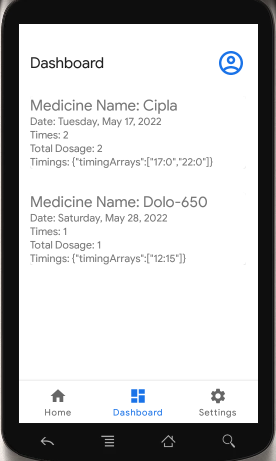 Dashboard
Medicine Name: Cipla
Date: Tuesday, May 17, 2022
Times: 2
Total Dosage: 2
Timings: {"timingArrays":["17:0","22:0"]}
Medicine Name: Dolo-650
Date: Saturday, May 28, 2022
Times: 1
Total Dosage: 1
Timings: {"timingArrays":["12:15"]}
Home Dashboard Settings